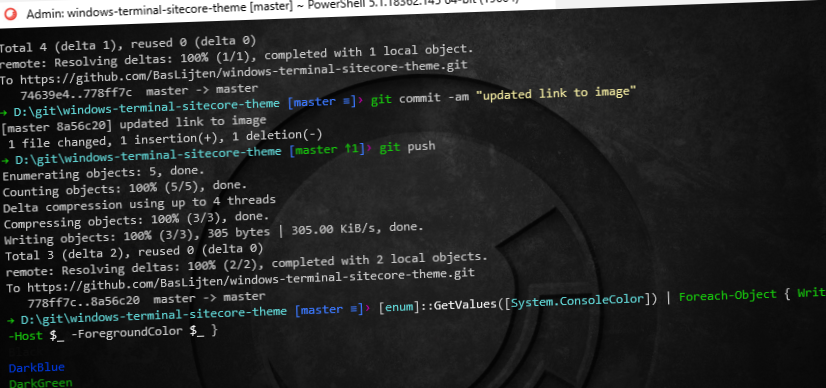 Admin: windows-terminal-sitecore-theme [master] ~ PowerShell 5.1.18362.145 64-bit
Total 4 (delta 1), reused 0 (delta 0)
remote: Resolving deltas: 100% (1/1), completed with 1 local object.
To https://github.com/BasLijten/windows-terminal-sitecore-theme.git
74639e4..778ff7c master -> master
➜ D:\git\windows-terminal-sitecore-theme [master ≡]› git commit -am "updated link to image"
[master 8a56c20] updated link to image
1 file changed, 1 insertion(+), 1 deletion(-)
➜ D:\git\windows-terminal-sitecore-theme [master ↑1]› git push
Enumerating objects: 5, done.
Counting objects: 100% (5/5), done.
Delta compression using up to 4 threads
Compressing objects: 100% (3/3), done.
Writing objects: 100% (3/3), 305 bytes | 305.00 KiB/s, done.
Total 3 (delta 2), reused 0 (delta 0)
remote: Resolving deltas: 100% (2/2), completed with 2 local objects.
To https://github.com/BasLijten/windows-terminal-sitecore-theme.git
778ff7c..8a56c20 master -> master
➜ D:\git\windows-terminal-sitecore-theme [master ≡]› [enum]::GetValues([System.ConsoleColor]) | Foreach-Object { Writ
-Host $_ -ForegroundColor $_ }
DarkBlue
DarkGreen